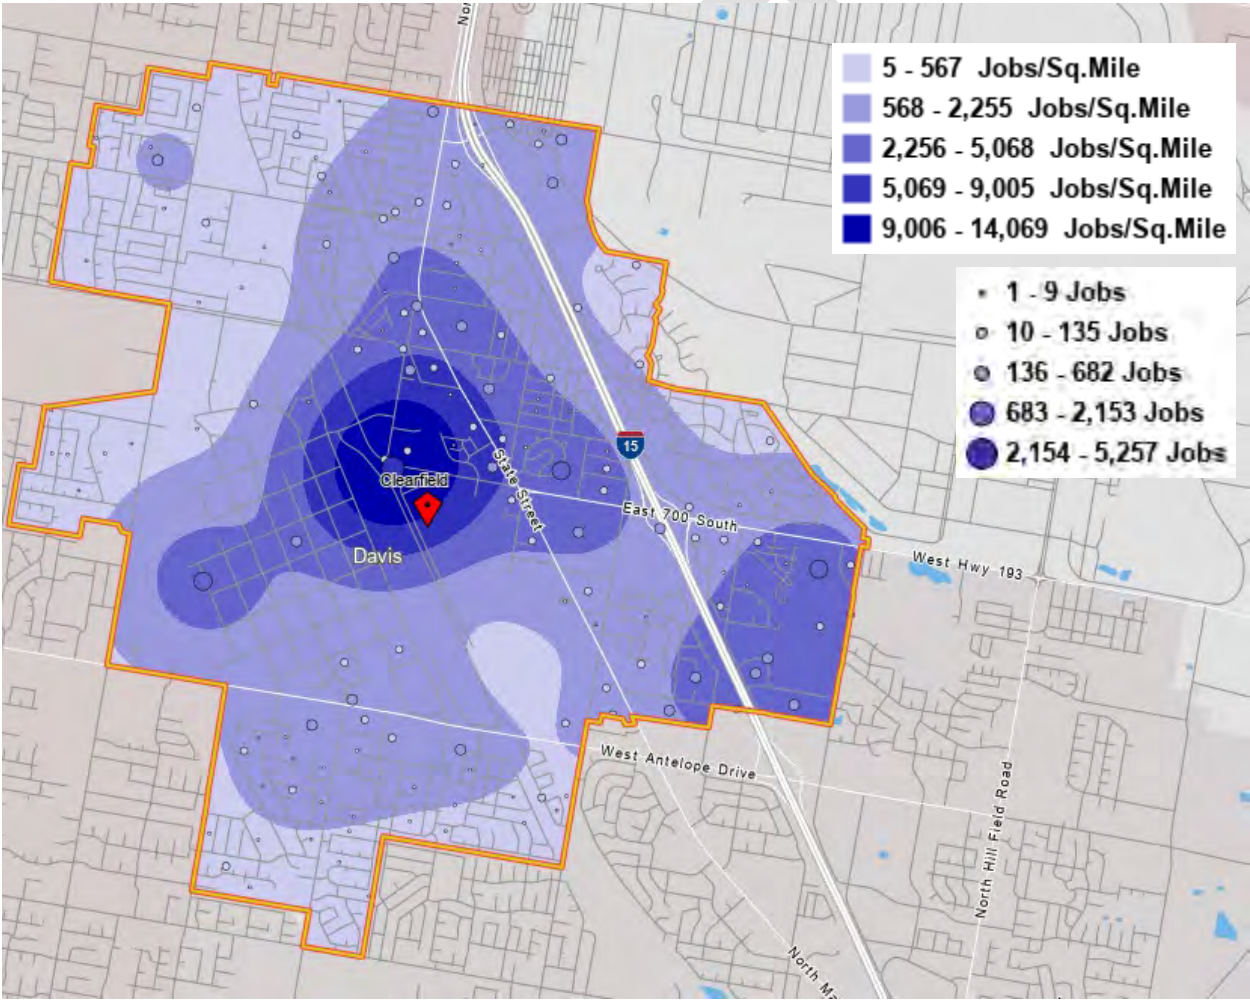 Nor
5 - 567 Jobs/Sq.Mile
568 - 2,255 Jobs/Sq.Mile
2,256 - 5,068 Jobs/Sq.Mile
5,069 - 9,005 Jobs/Sq.Mile
9,006 - 14,069 Jobs/Sq.Mile
1 - 9 Jobs
10 - 135 Jobs
136 - 682 Jobs
683 - 2,153 Jobs
2,154 - 5,257 Jobs
15
Clearfield
State Street
East 700 South
Davis
West Hwy 193
West Antelope Drive
North Hill Field Road
North Ma